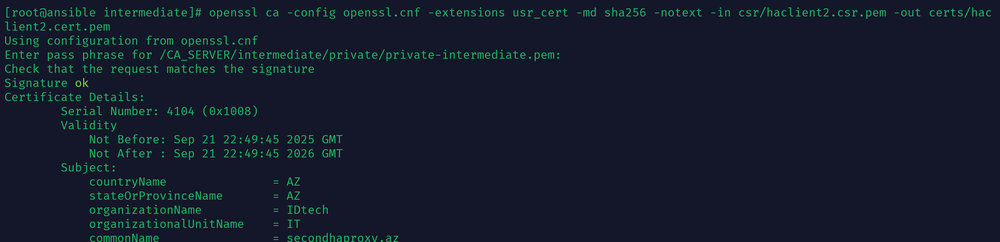 [root@ansible intermediate]# openssl ca -config openssl.cnf -extensions usr_cert -md sha256 -notext -in csr/haclient2.csr.pem -out certs/hac
lient2.cert.pem
Using configuration from openssl.cnf
Enter pass phrase for /CA_SERVER/intermediate/private/private-intermediate.pem:
Check that the request matches the signature
Signature ok
Certificate Details:
        Serial Number: 4104 (0x1008)
        Validity
            Not Before: Sep 21 22:49:45 2025 GMT
            Not After : Sep 21 22:49:45 2026 GMT
        Subject:
            countryName               = AZ
            stateOrProvinceName       = AZ
            organizationName          = IDtech
            organizationalUnitName    = IT
            commonName                = secondhaproxy.az